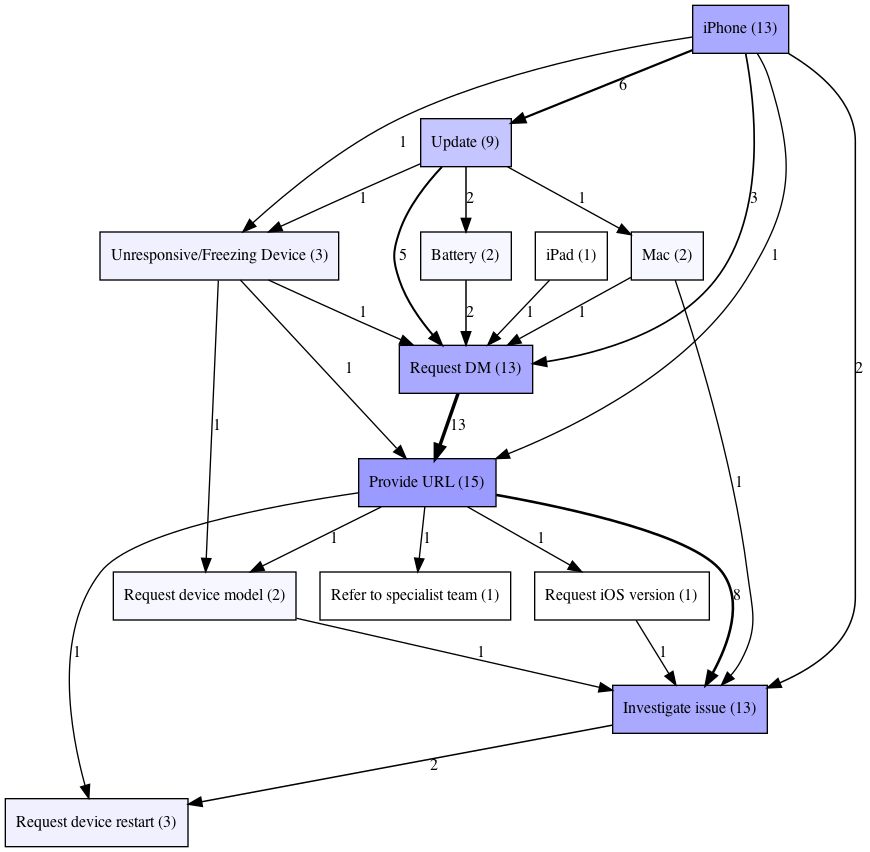 iPhone (13)
6
Update (9)
1
1
2
1
3
Unresponsive/Freezing Device (3)
5
Battery (2)
iPad (1)
Mac (2)
1
1
2
1
1
Request DM (13)
1
2
1
13
Provide URL (15)
1
1
1
1
Request device model (2)
Refer to specialist team (1)
Request iOS version (1)
8
1
1
1
Investigate issue (13)
2
Request device restart (3)